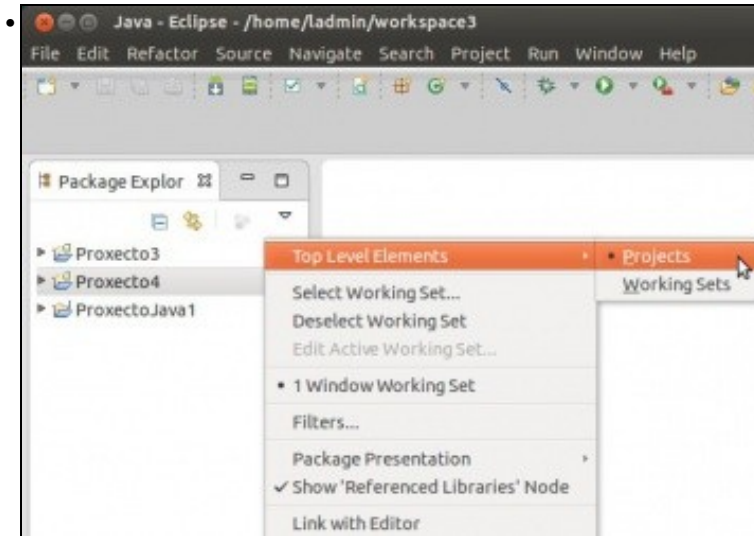 Java - Eclipse - /home/ladmin/workspace3
File Edit Refactor Source Navigate Search Project Run Window Help
Package Explor
Proxecto3
Proxecto4
ProxectoJava1
Top Level Elements
Projects
Working Sets
Select Working Set...
Deselect Working Set
Edit Active Working Set...
1 Window Working Set
Filters...
Package Presentation
Show 'Referenced Libraries' Node
Link with Editor